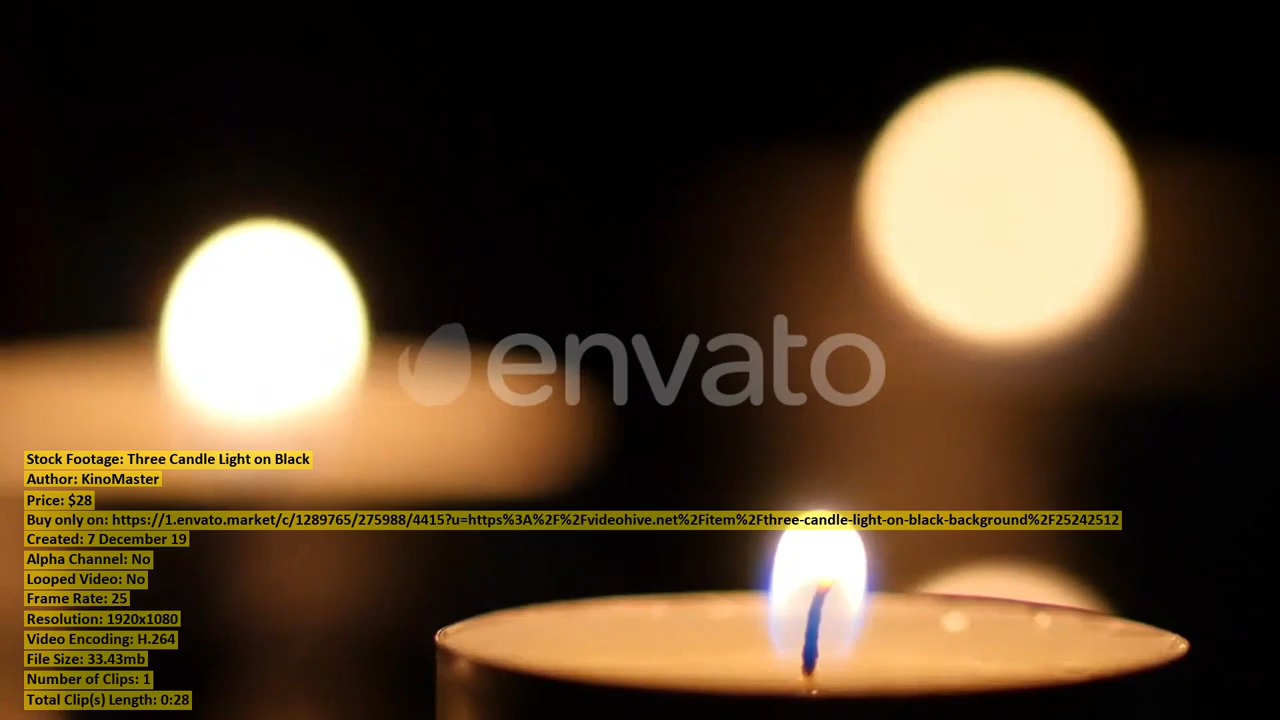 envato
Stock Footage: Three Candle Light on Black
Author: KinoMaster
Price: $28
Buy only on: https://1.envato.market/c/1289765/275988/4415?u=https%3A%2F%2Fvideohive.net%2Fitem%2Fthree-candle-light-on-black-background%2F25242512
Created: 7 December 19
Alpha Channel: No
Looped Video: No
Frame Rate: 25
Resolution: 1920x1080
Video Encoding: H.264
File Size: 33.43mb
Number of Clips: 1
Total Clip(s) Length: 0:28